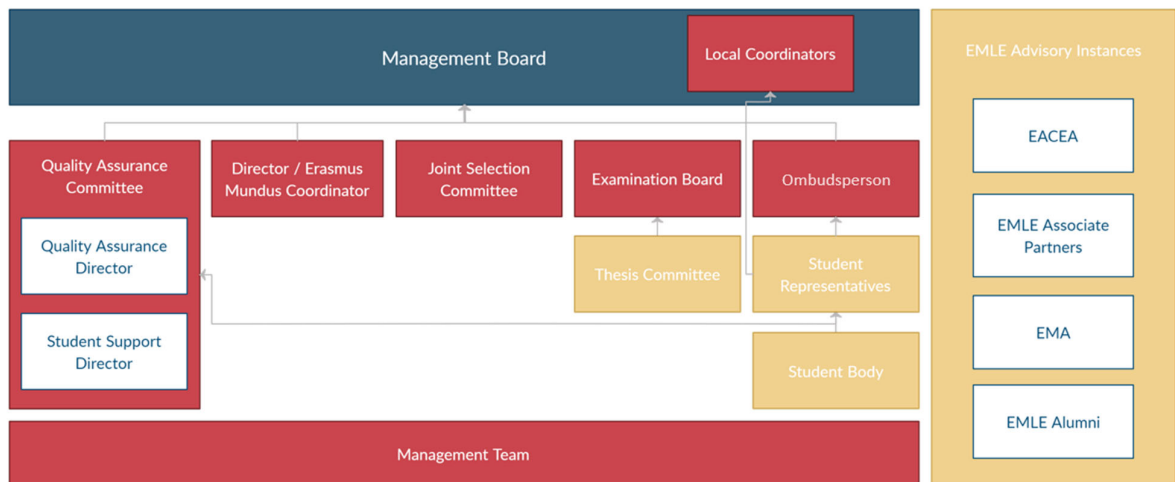 Management Board
Local Coordinators
EMLE Advisory Instances
Quality Assurance
Committee
Director / Erasmus
Mundus Coordinator
Joint Selection
Committee
Examination Board
Ombudsperson
Quality Assurance
Director
Student Support
Director
Thesis Committee
Student
Representatives
Student Body
Management Team
EACEA
EMLE Associate
Partners
EMA
EMLE Alumni